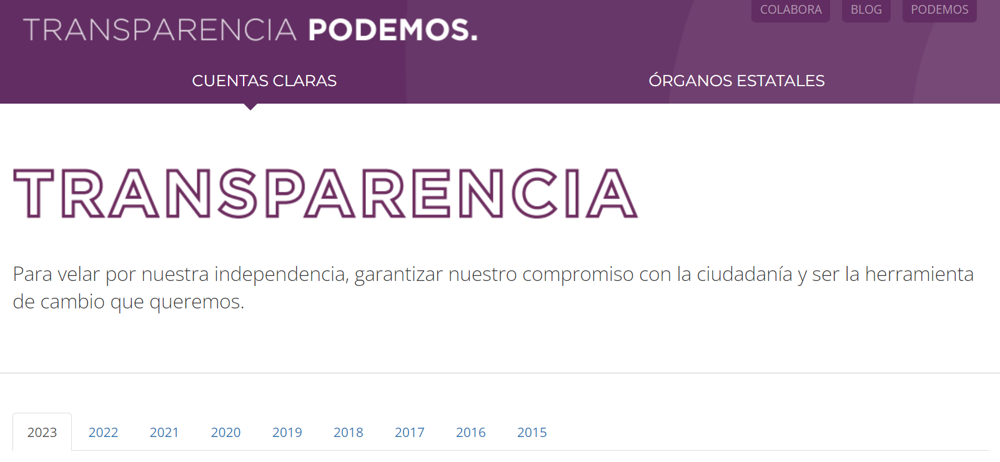 TRANSPARENCIA PODEMOS.
COLABORA BLOG PODEMOS
CUENTAS CLARAS ÓRGANOS ESTATALES
TRANSPARENCIA
Para velar por nuestra independencia, garantizar nuestro compromiso con la ciudadanía y ser la herramienta
de cambio que queremos.
2023 2022 2021 2020 2019 2018 2017 2016 2015